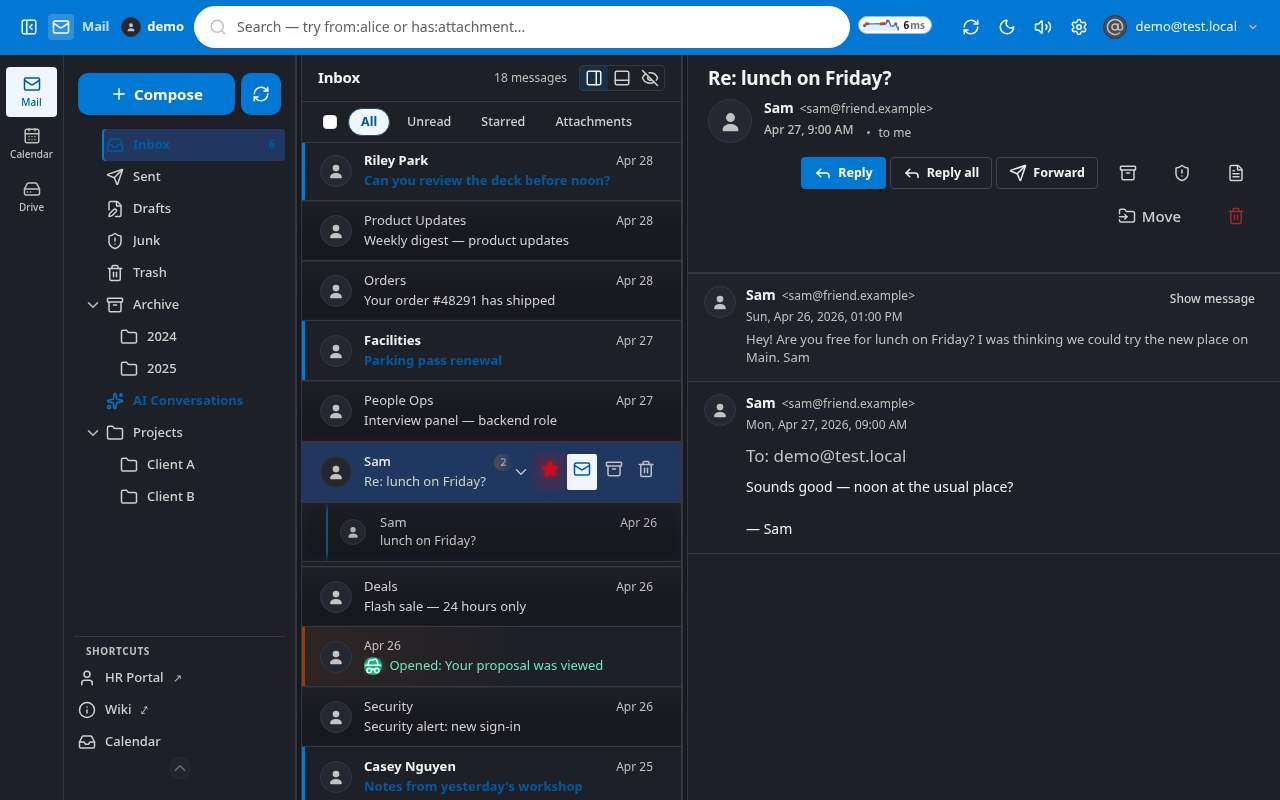 Mail
demo
Search — try from:alice or has:attachment...
6ms
demo@test.local
Mail
Calendar
Drive
Compose
Inbox 6
Sent
Drafts
Junk
Trash
Archive
2024
2025
AI Conversations
Projects
Client A
Client B
SHORTCUTS
HR Portal
Wiki
Calendar
Inbox
18 messages
All
Unread
Starred
Attachments
Riley Park Apr 28
Can you review the deck before noon?
Product Updates Apr 28
Weekly digest — product updates
Orders Apr 28
Your order #48291 has shipped
Facilities Apr 27
Parking pass renewal
People Ops Apr 27
Interview panel — backend role
Sam 2
Re: lunch on Friday?
Sam Apr 26
lunch on Friday?
Deals Apr 26
Flash sale — 24 hours only
Apr 26
Opened: Your proposal was viewed
Security Apr 26
Security alert: new sign-in
Casey Nguyen Apr 25
Notes from yesterday's workshop
Re: lunch on Friday?
Sam <sam@friend.example>
Apr 27, 9:00 AM • to me
Reply
Reply all
Forward
Move
Sam <sam@friend.example>
Show message
Sun, Apr 26, 2026, 01:00 PM
Hey! Are you free for lunch on Friday? I was thinking we could try the new place on
Main. Sam
Sam <sam@friend.example>
Mon, Apr 27, 2026, 09:00 AM
To: demo@test.local
Sounds good — noon at the usual place?
— Sam